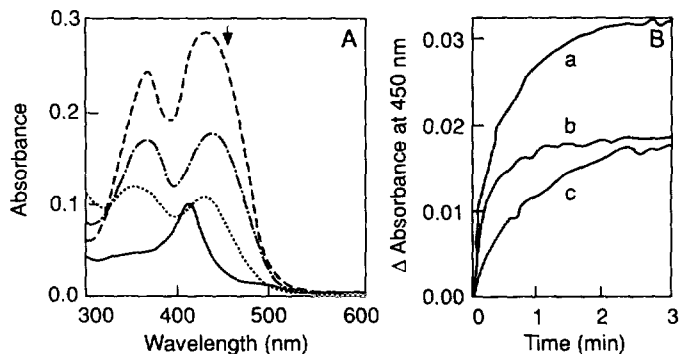 A
Absorbance
0.3
0.2
0.1
0.0
300
400
500
600
Wavelength (nm)
B
Δ Absorbance at 450 nm
0.03
0.02
0.01
0.00
a
b
c
0
1
2
3
Time (min)